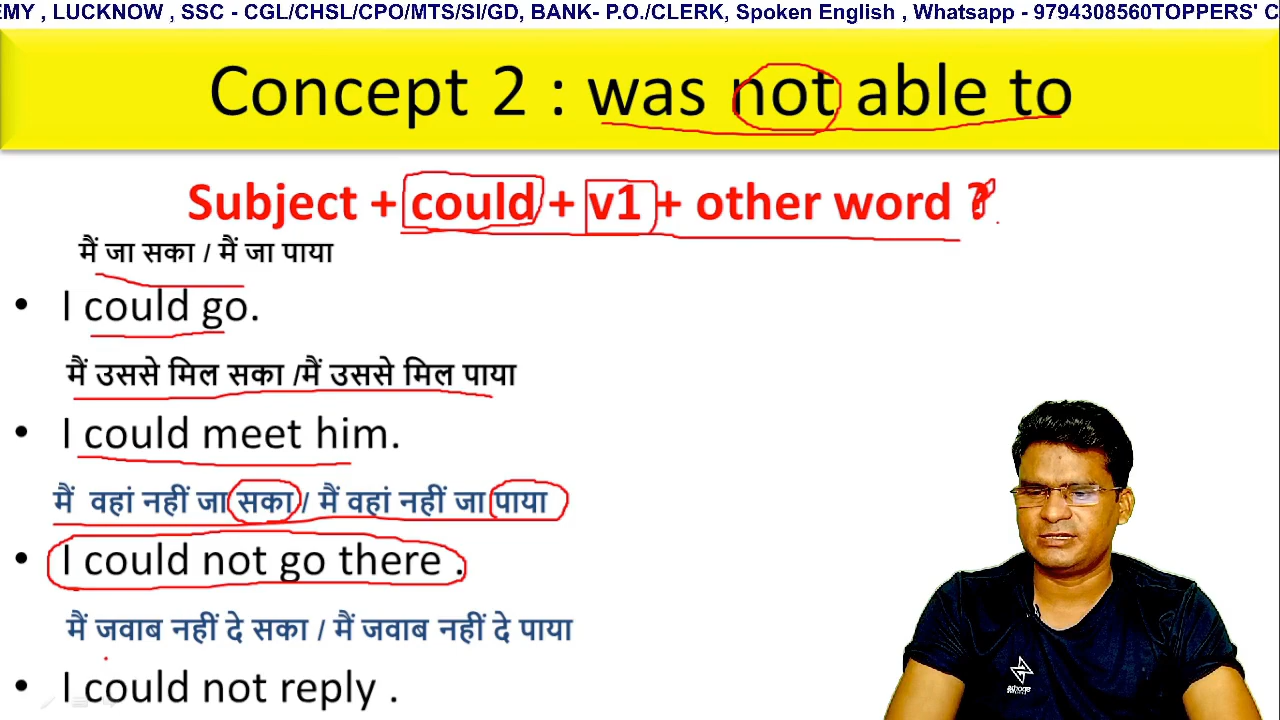 EMY , LUCKNOW , SSC - CGL/CHSL/CPO/MTS/SI/GD, BANK- P.O./CLERK, Spoken English , Whatsapp - 9794308560TOPPERS' C
Concept 2 : was not able to
Subject + could + v1 + other word ?
मैं जा सका / मैं जा पाया
• I could go.
मैं उससे मिल सका /मैं उससे मिल पाया
• I could meet him.
मैं वहां नहीं जा सका / मैं वहां नहीं जा पाया
• I could not go there .
मैं जवाब नहीं दे सका / मैं जवाब नहीं दे पाया
• I could not reply .